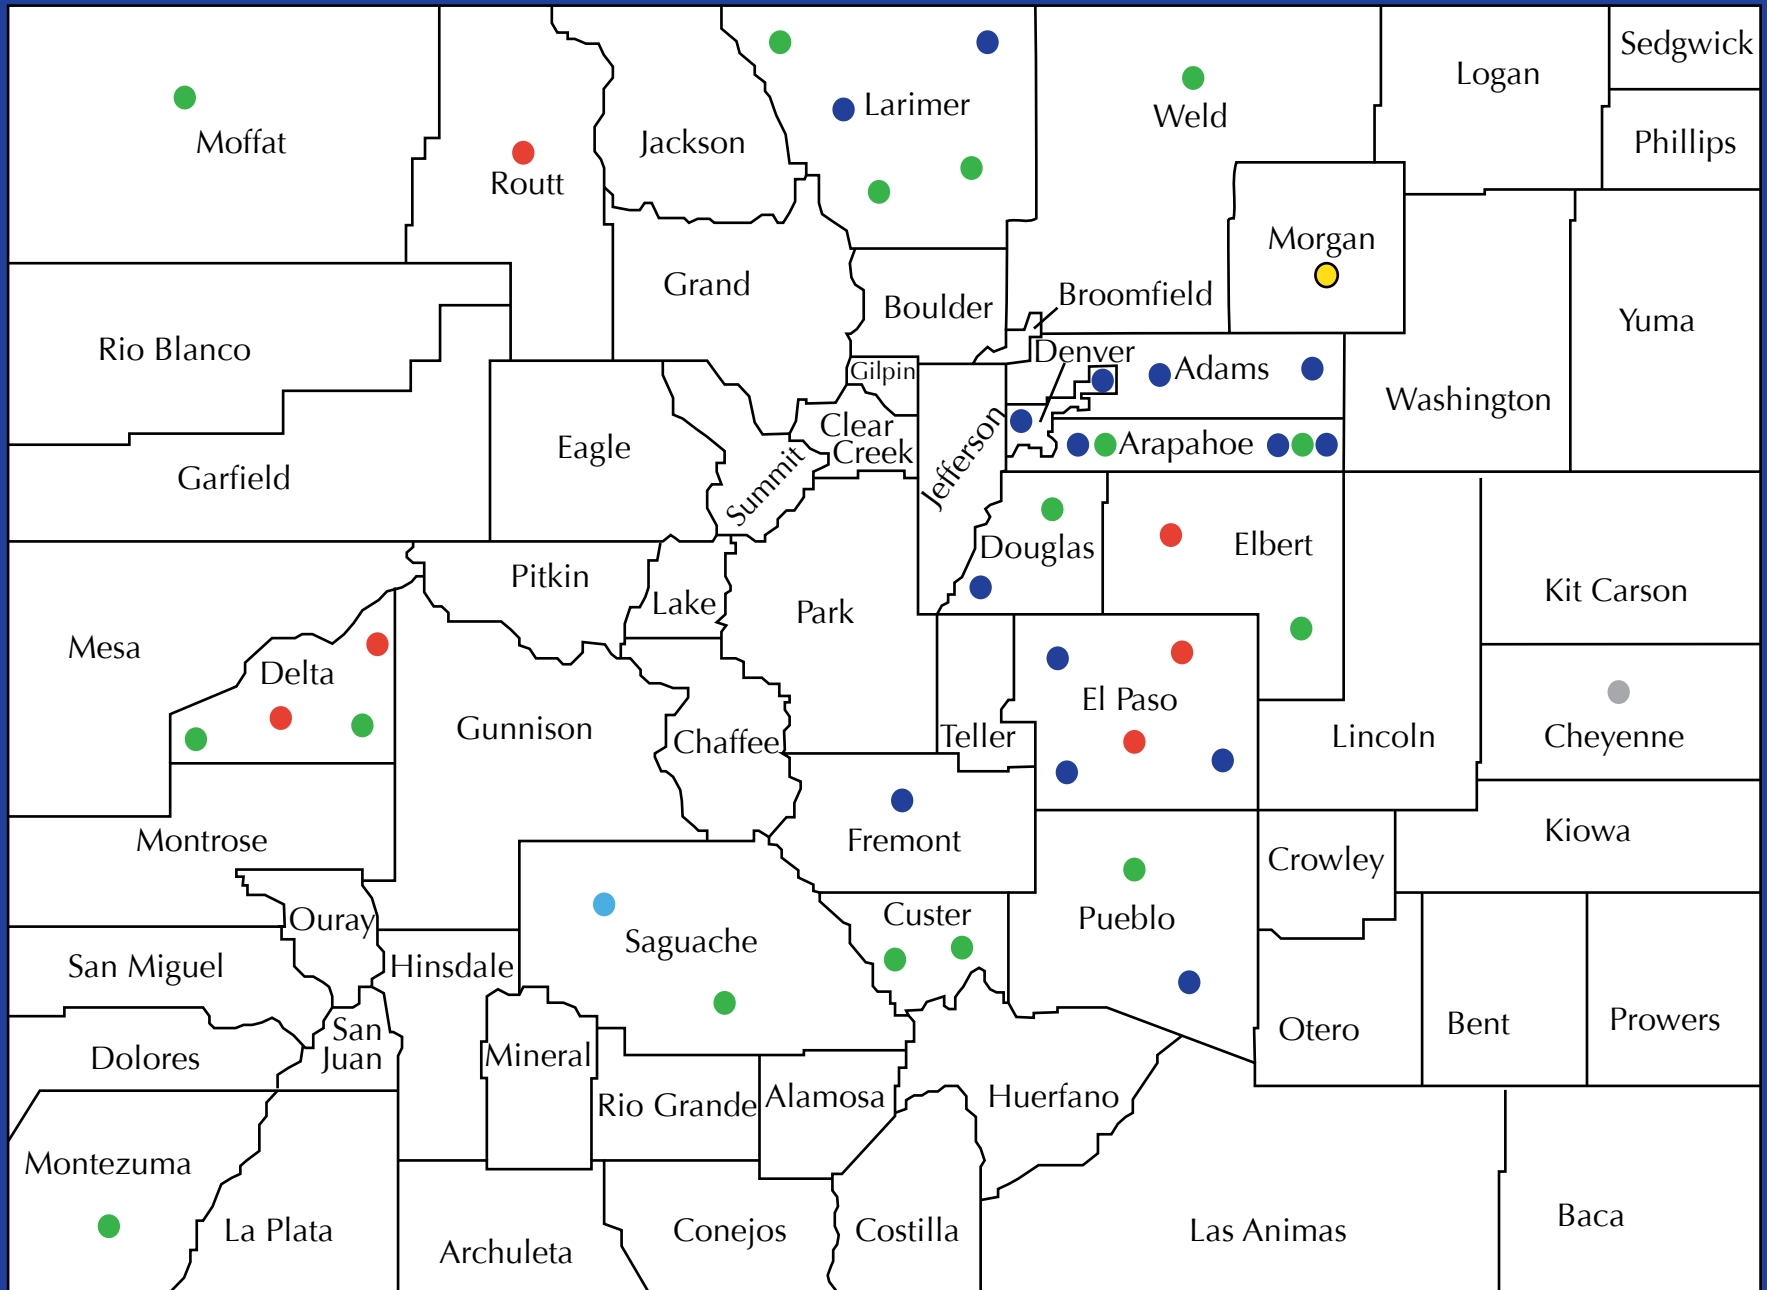 Sedgwick
Logan
Larimer
Weld
Moffat
Jackson
Phillips
Routt
Morgan
Grand
Broomfield
Boulder
Yuma
Rio Blanco
Denver
Gilpin
Adams
Washington
Clear
Creek
Eagle
Jefferson
Arapahoe
Garfield
Summit
Douglas
Elbert
Pitkin
Lake
Park
Kit Carson
Mesa
Delta
El Paso
Gunnison
Chaffee
Teller
Lincoln
Cheyenne
Montrose
Fremont
Kiowa
Crowley
Ouray
Custer
Pueblo
Saguache
San Miguel
Hinsdale
San
Juan
Otero
Bent
Prowers
Dolores
Mineral
Rio Grande
Alamosa
Huerfano
Montezuma
La Plata
Archuleta
Conejos
Costilla
Las Animas
Baca